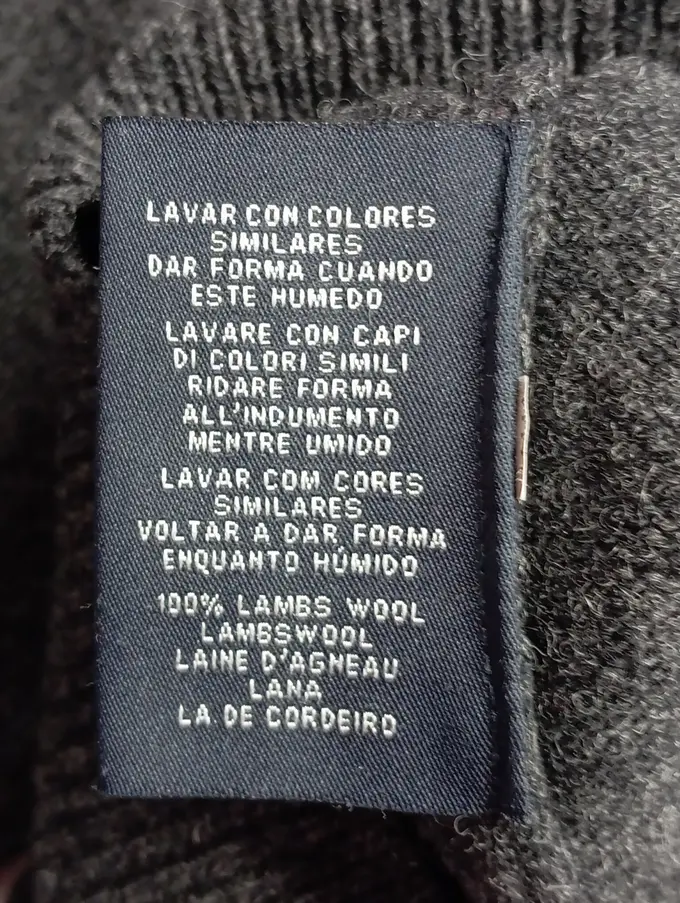 LAVAR CON COLORES
SIMILARES
DAR FORMA CUANDO
ESTE HUMEDO
LAVARE CON CAPI
DI COLORI SIMILI
RIDARE FORMA
ALL'INDUMENTO
MENTRE UMIDO
LAVAR COM CORES
SIMILARES
VOLTAR A DAR FORMA
ENQUANTO HÚMIDO
100% LAMBS WOOL
LAMBSWOOL
LAINE D'AGNEAU
LANA
LA DE CORDEIRO